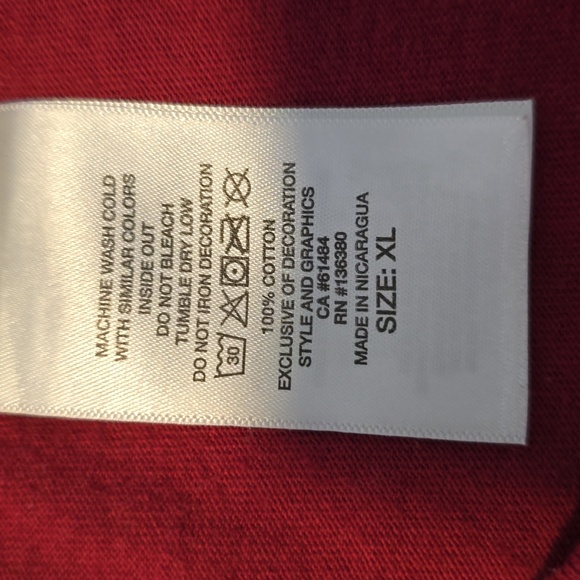 MACHINE WASH COLD
WITH SIMILAR COLORS
INSIDE OUT
DO NOT BLEACH
TUMBLE DRY LOW
DO NOT IRON DECORATION
30
100% COTTON
EXCLUSIVE OF DECORATION
STYLE AND GRAPHICS
CA #61484
RN #136380
MADE IN NICARAGUA
SIZE: XL